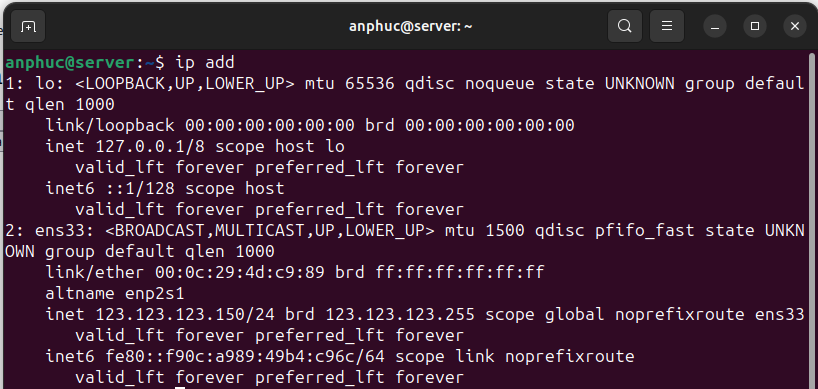 anphuc@server: ~
anphuc@server:~$ ip add
1: lo: <LOOPBACK,UP,LOWER_UP> mtu 65536 qdisc noqueue state UNKNOWN group defaul
t qlen 1000
    link/loopback 00:00:00:00:00:00 brd 00:00:00:00:00:00
    inet 127.0.0.1/8 scope host lo
       valid_lft forever preferred_lft forever
    inet6 ::1/128 scope host
       valid_lft forever preferred_lft forever
2: ens33: <BROADCAST,MULTICAST,UP,LOWER_UP> mtu 1500 qdisc pfifo_fast state UNKN
OWN group default qlen 1000
    link/ether 00:0c:29:4d:c9:89 brd ff:ff:ff:ff:ff:ff
    altname enp2s1
    inet 123.123.123.150/24 brd 123.123.123.255 scope global noprefixroute ens33
       valid_lft forever preferred_lft forever
    inet6 fe80::f90c:a989:49b4:c96c/64 scope link noprefixroute
       valid_lft forever preferred_lft forever